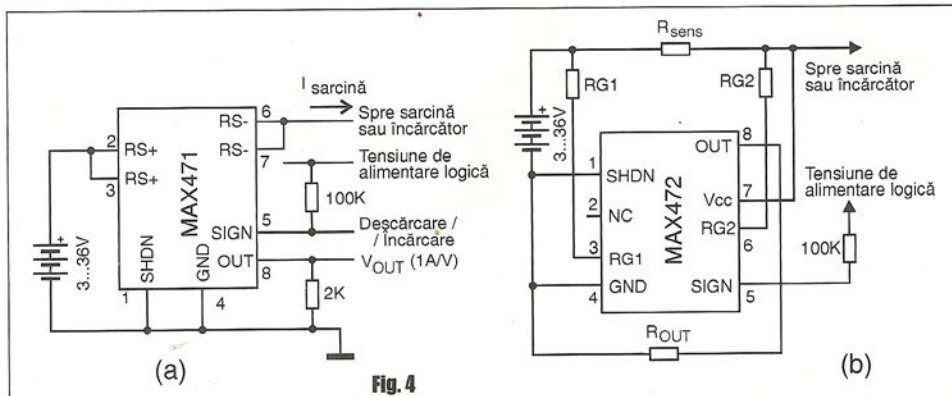 I sarcină
Spre sarcină
sau încărcător
6
RS-
RS-
7
2
RS+
RS+
3
MAX471
Tensiune de
alimentare logică
100K
5
SIGN
Descărcare /
/ Încărcare
OUT
8
VOUT (1A/V)
2K
SHDN
GND
1
4
3...36V
+
(a)
Fig. 4
Rsens
RG1
RG2
Spre sarcină
sau încărcător
3...36V
+
8
OUT
1
SHDN
Tensiune de
alimentare logică
7
Vcc
2
NC
MAX472
RG2
6
100K
3
RG1
GND
4
SIGN
5
ROUT
(b)